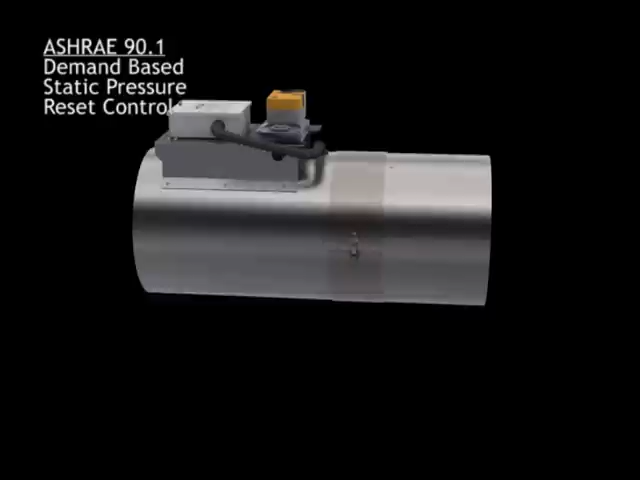 ASHRAE 90.1
Demand Based
Static Pressure
Reset Control